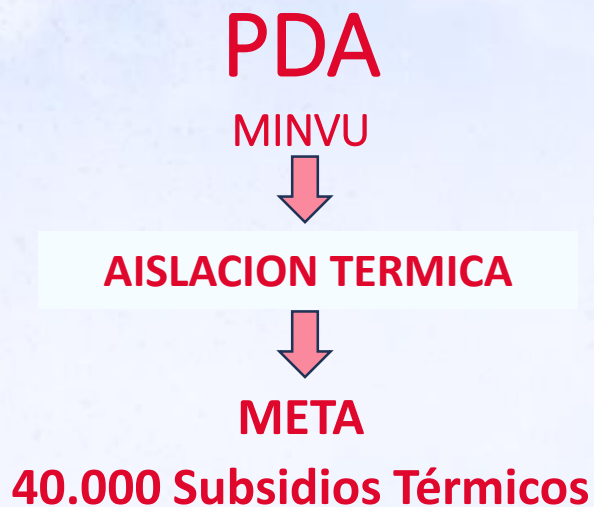 PDA
MINVU
AISLACION TERMICA
META
40.000 Subsidios Térmicos